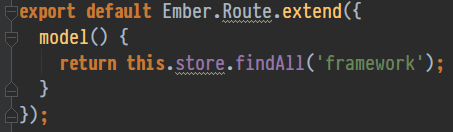 export default Ember.Route.extend({
  model() {
    return this.store.findAll('framework');
  }
});